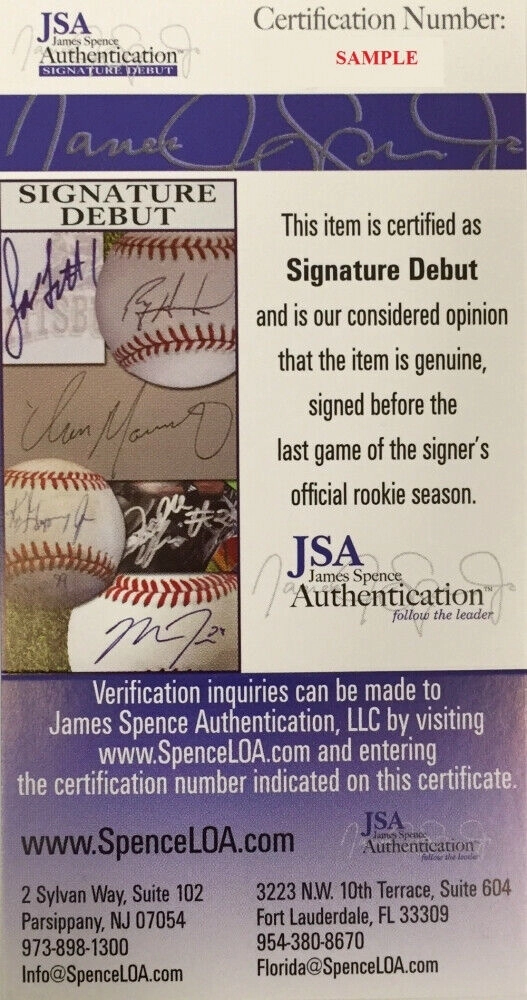 JSA
James Spence
Authentication
SIGNATURE DEBUT
Certification Number:
SAMPLE
SIGNATURE
DEBUT
This item is certified as
Signature Debut
and is our considered opinion
that the item is genuine,
signed before the
last game of the signer's
official rookie season.
JSA
James Spence
Authentication™
follow the leader
Verification inquiries can be made to
James Spence Authentication, LLC by visiting
www.SpenceLOA.com and entering
the certification number indicated on this certificate.
www.SpenceLOA.com
JSA
James Spence
Authentication
follow the leader
2 Sylvan Way, Suite 102
Parsippany, NJ 07054
973-898-1300
Info@SpenceLOA.com
3223 N.W. 10th Terrace, Suite 604
Fort Lauderdale, FL 33309
954-380-8670
Florida@SpenceLOA.com